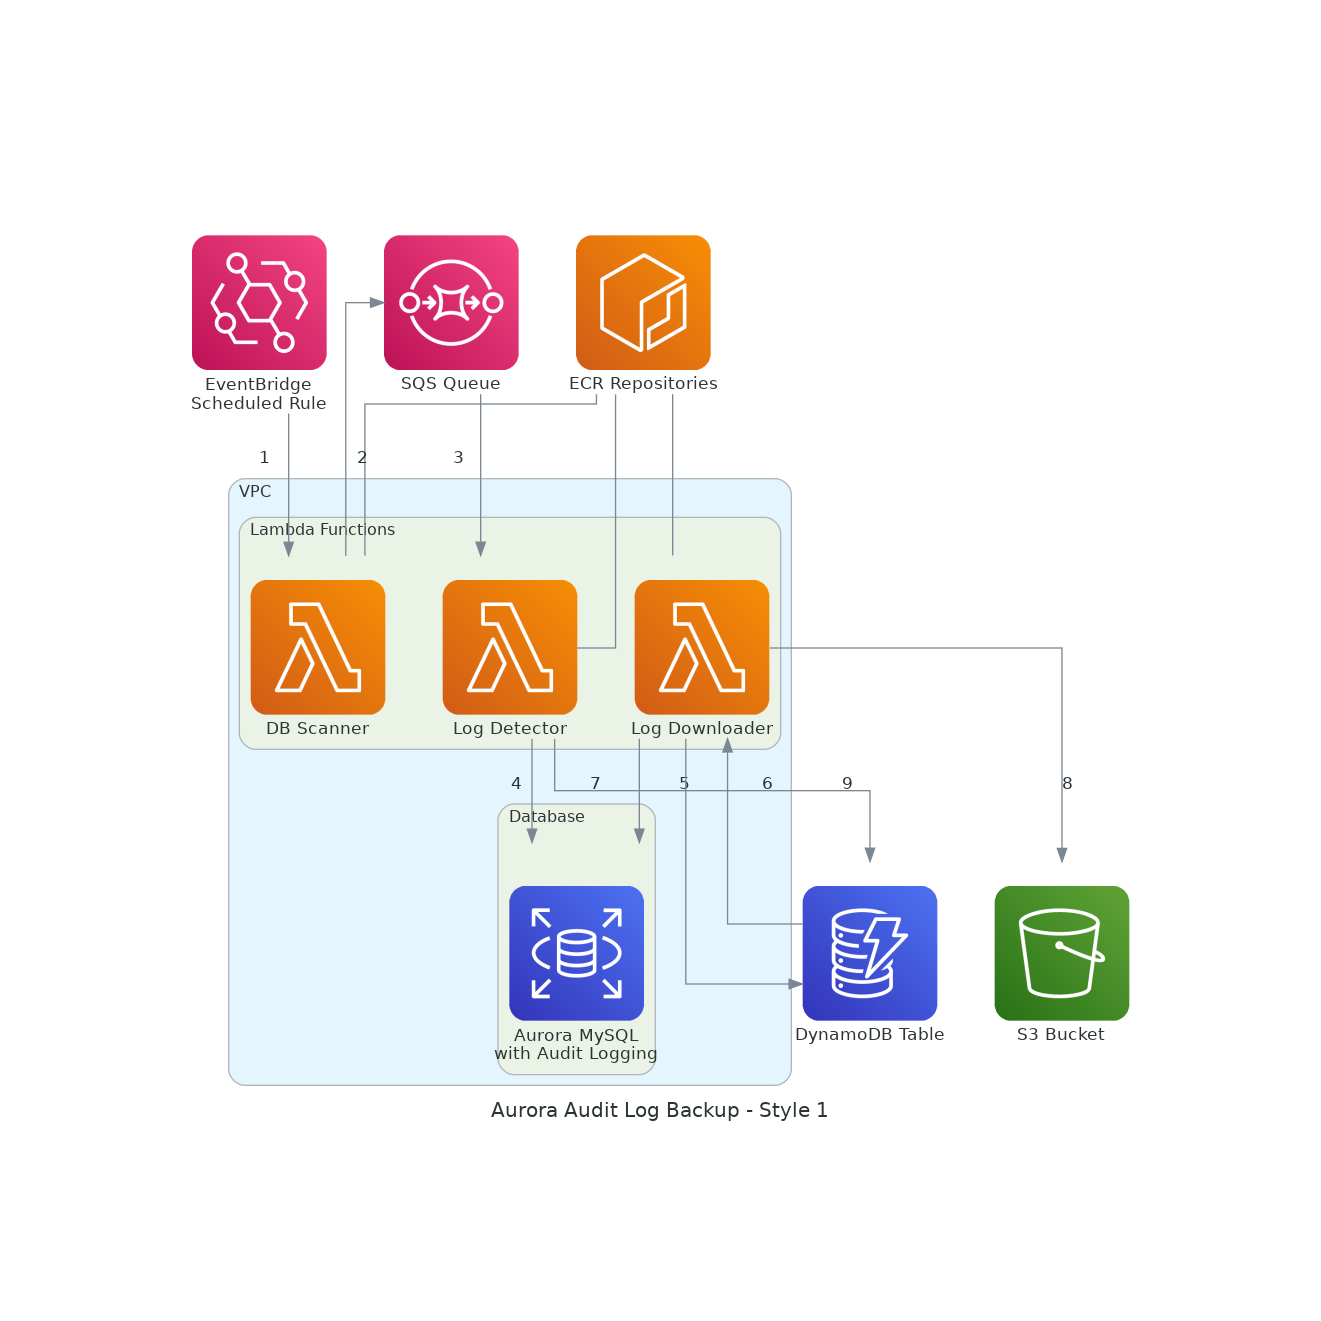 EventBridge
Scheduled Rule
SQS Queue
ECR Repositories
1
2
3
VPC
Lambda Functions
DB Scanner
Log Detector
Log Downloader
4
7
5
6
9
8
Database
Aurora MySQL
with Audit Logging
DynamoDB Table
S3 Bucket
Aurora Audit Log Backup - Style 1